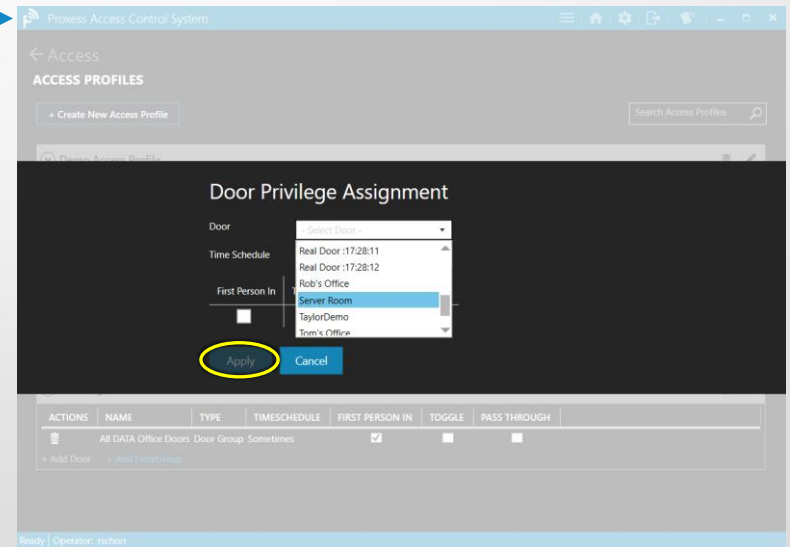 Proxess Access Control System
Access
ACCESS PROFILES
+ Create New Access Profile
Search Access Profiles
Demo Access Profile
Door Privilege Assignment
Door
- Select Door -
Time Schedule
Real Door :17:28:11
Real Door :17:28:12
Rob's Office
Server Room
TaylorDemo
Tom's Office
First Person In
Apply
Cancel
ACTIONS NAME TYPE TIMESCHEDULE FIRST PERSON IN TOGGLE PASS THROUGH
All DATA Office Doors Door Group Sometimes
+ Add Door + Add DoorGroup
Ready Operator: rschorr